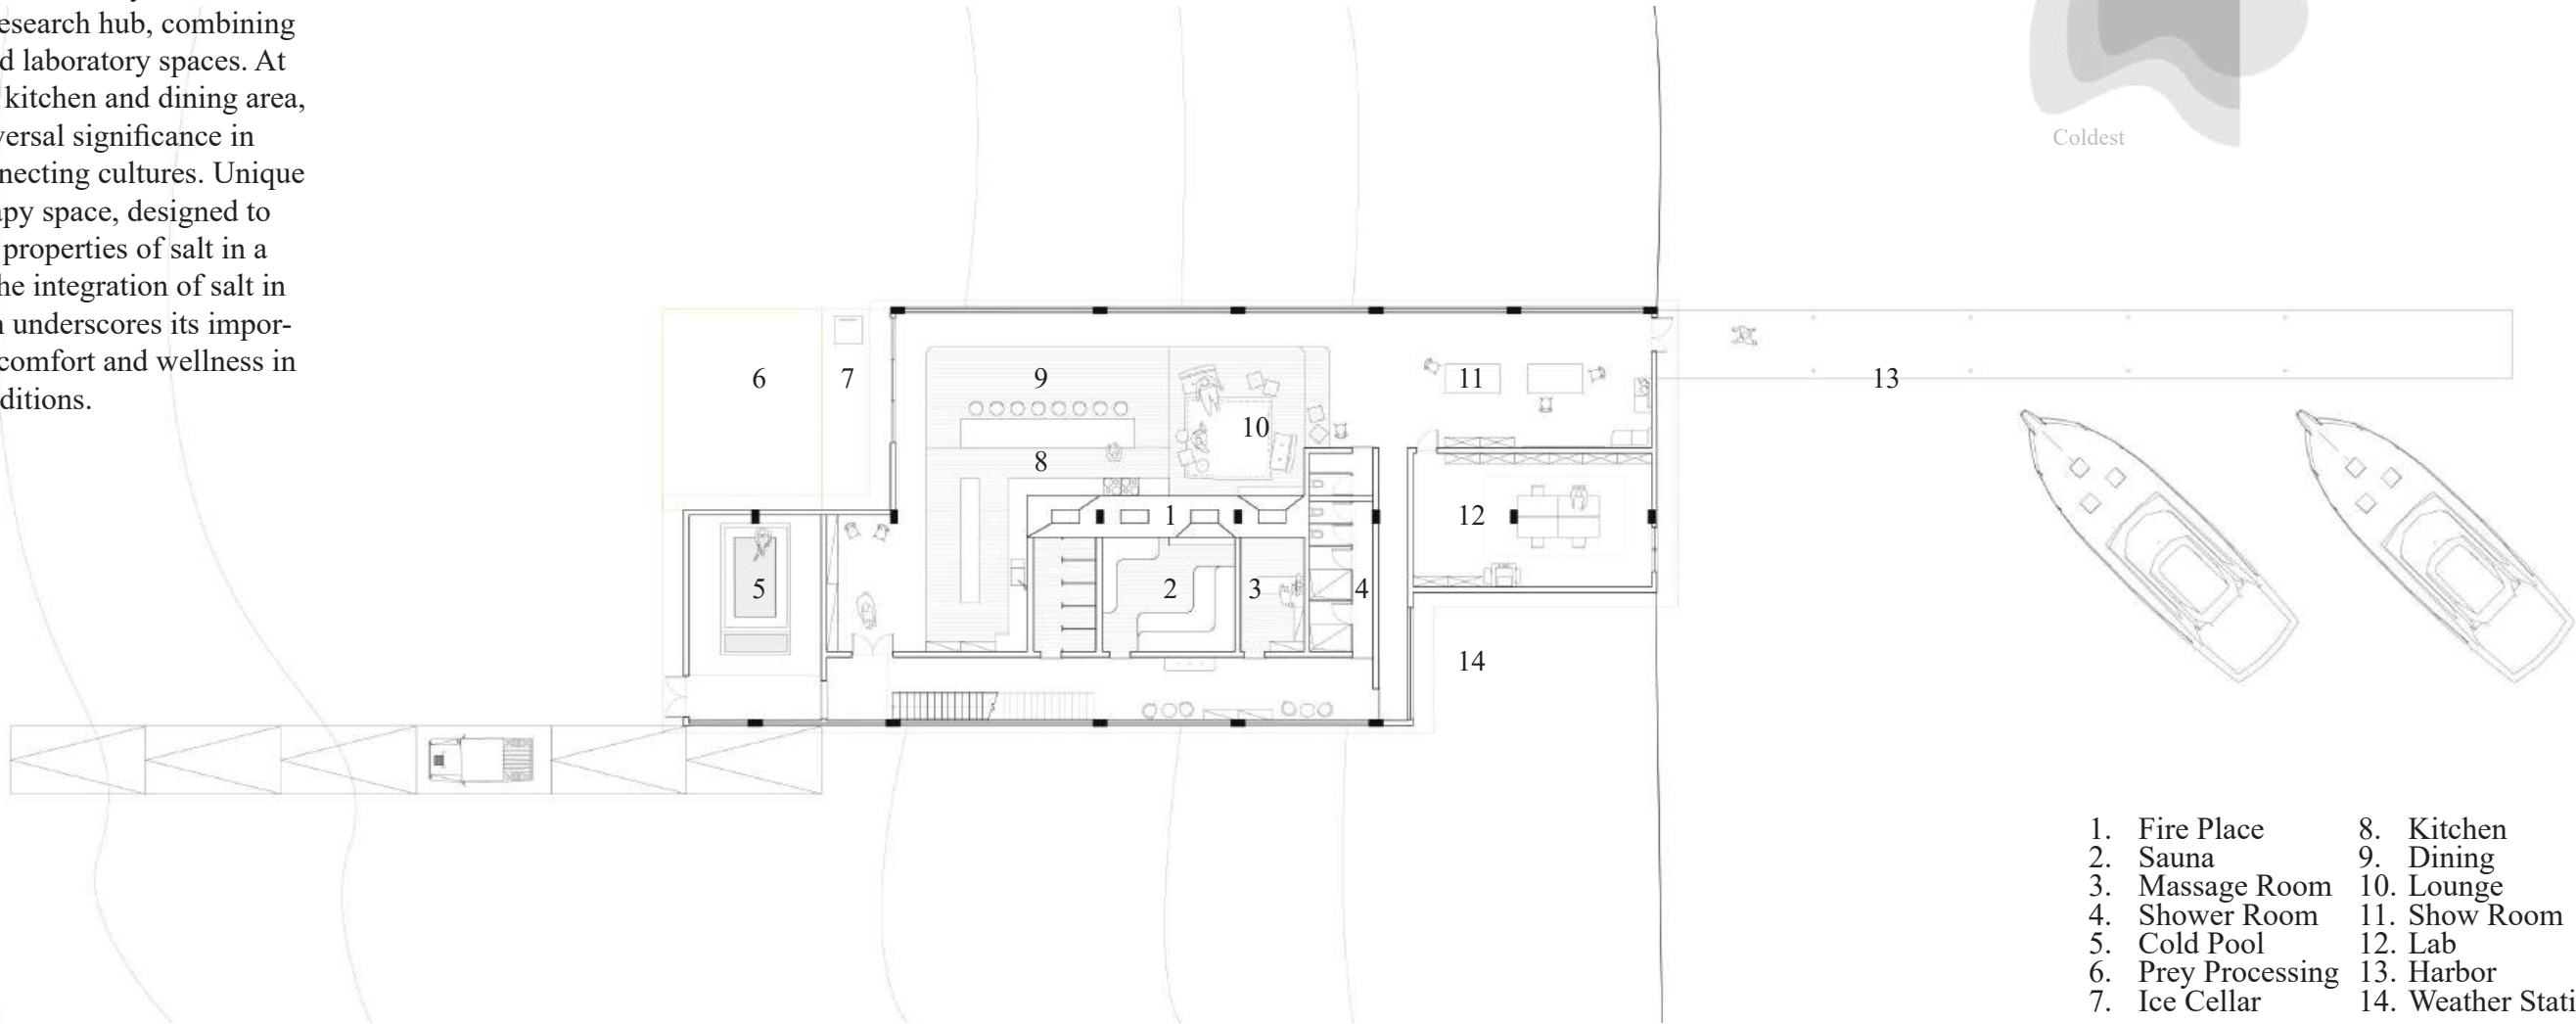 esearch hub, combining
d laboratory spaces. At
kitchen and dining area,
versal significance in
necting cultures. Unique
apy space, designed to
properties of salt in a
he integration of salt in
n underscores its impor-
comfort and wellness in
ditions.
Coldest
6
7
9
10
11
13
8
1
12
5
2
3
4
14
1. Fire Place
2. Sauna
3. Massage Room
4. Shower Room
5. Cold Pool
6. Prey Processing
7. Ice Cellar
8. Kitchen
9. Dining
10. Lounge
11. Show Room
12. Lab
13. Harbor
14. Weather Stati